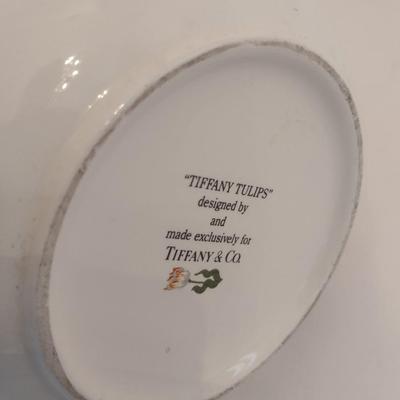 "TIFFANY TULIPS"
designed by
and
made exclusively for
TIFFANY & CO.